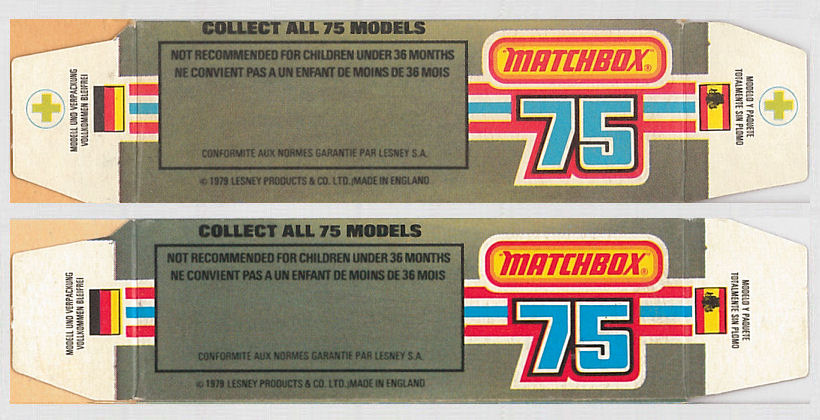 COLLECT ALL 75 MODELS
NOT RECOMMENDED FOR CHILDREN UNDER 36 MONTHS
NE CONVIENT PAS A UN ENFANT DE MOINS DE 36 MOIS
CONFORMITE AUX NORMES GARANTIE PAR LESNEY S.A.
© 1979 LESNEY PRODUCTS & CO. LTD.,MADE IN ENGLAND
MODELL UND VERPACKUNG
VOLLKOMMEN BLEIFREI
MATCHBOX®
75
MODELO Y PAQUETE
TOTALMENTE SIN PLOMO
COLLECT ALL 75 MODELS
NOT RECOMMENDED FOR CHILDREN UNDER 36 MONTHS
NE CONVIENT PAS A UN ENFANT DE MOINS DE 36 MOIS
CONFORMITE AUX NORMES GARANTIE PAR LESNEY S.A.
© 1979 LESNEY PRODUCTS & CO. LTD.,MADE IN ENGLAND
MODELL UND VERPACKUNG
VOLLKOMMEN BLEIFREI
MATCHBOX®
75
MODELO Y PAQUETE
TOTALMENTE SIN PLOMO